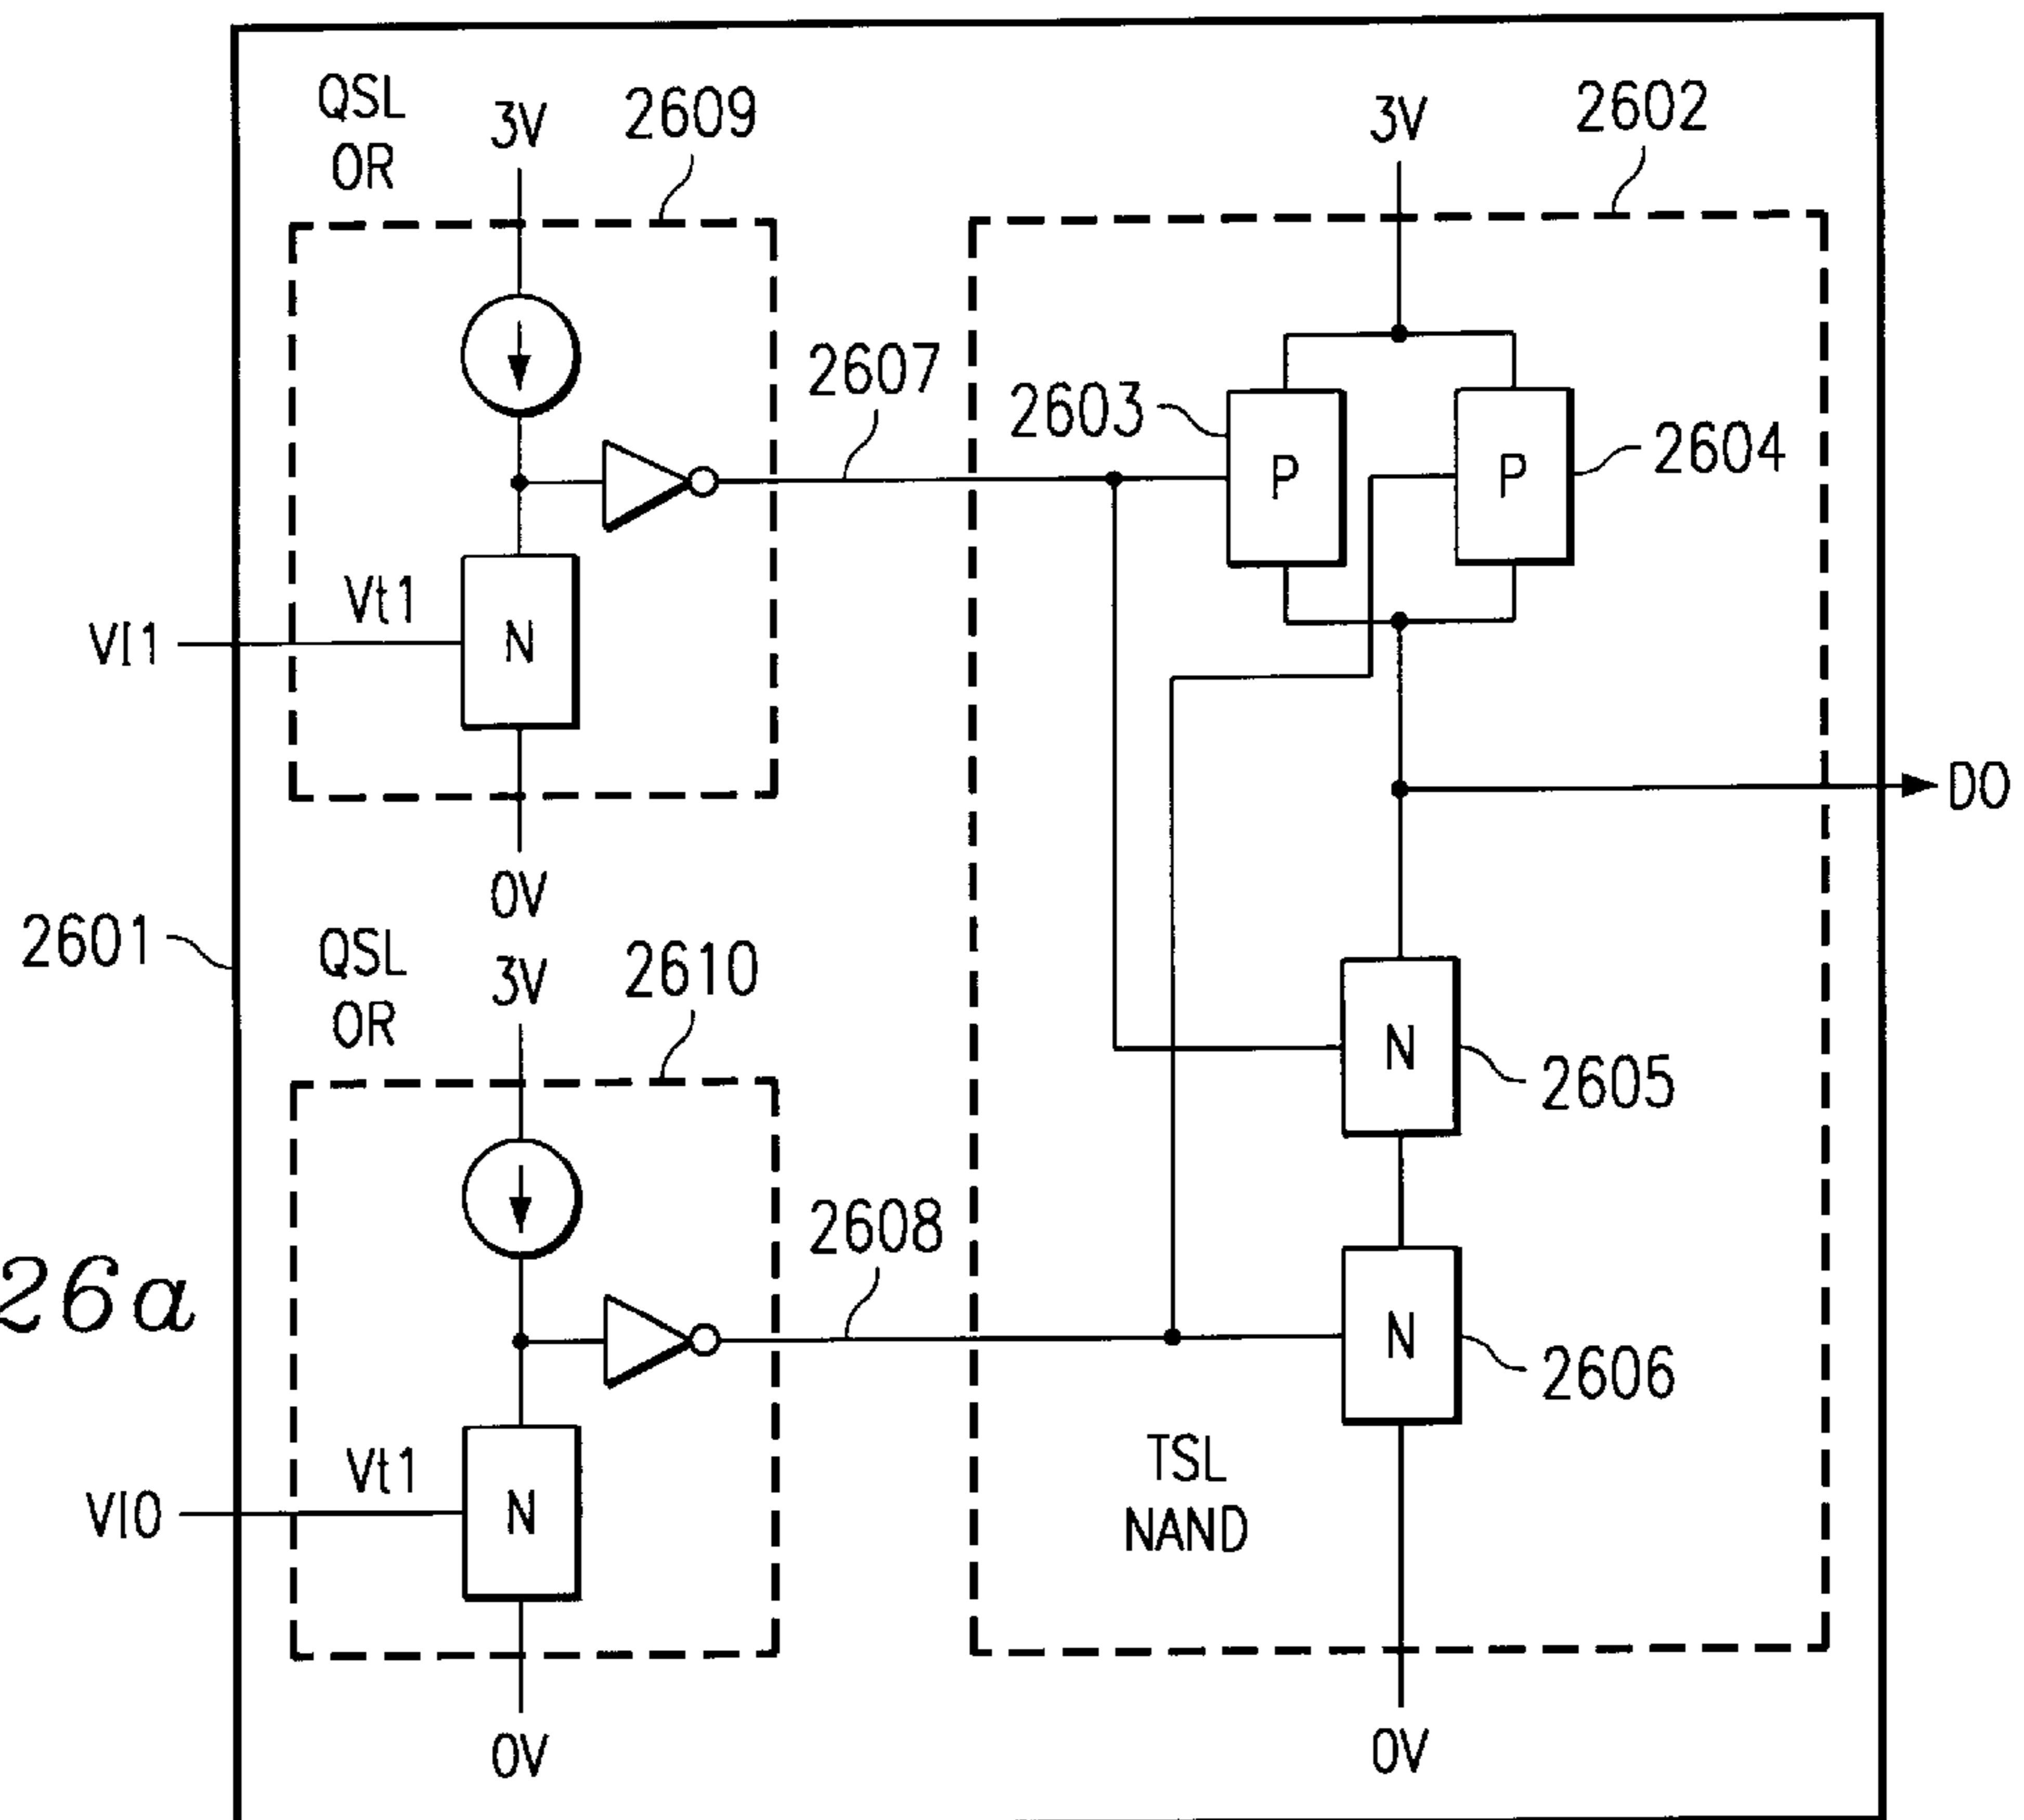 QSL
OR
3V
2609
3V
2602
2607
2603
P
P
2604
Vt1
VI1
N
DO
0V
2601
QSL
OR
3V
2610
N
2605
2608
26a
N
2606
Vt1
VI0
N
TSL
NAND
0V
0V